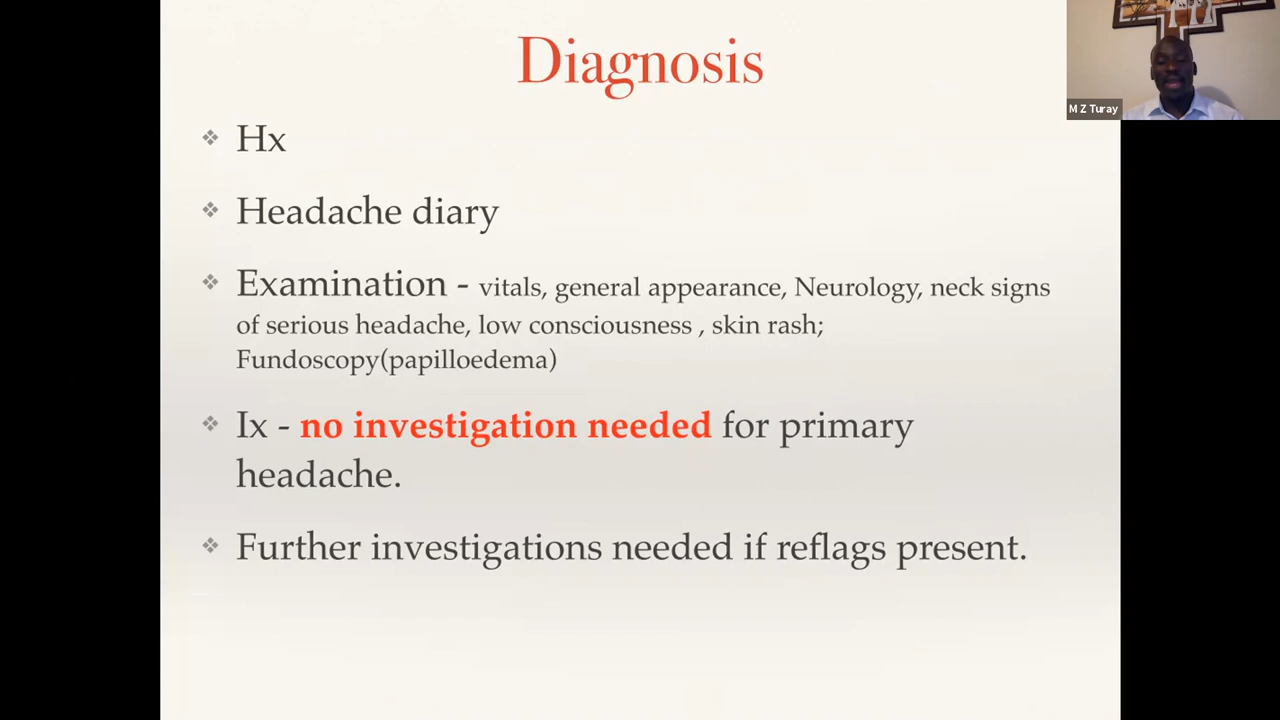 Diagnosis
M Z Turay
Hx
Headache diary
Examination - vitals, general appearance, Neurology, neck signs
of serious headache, low consciousness , skin rash;
Fundoscopy(papilloedema)
Ix - no investigation needed for primary
headache.
Further investigations needed if reflags present.